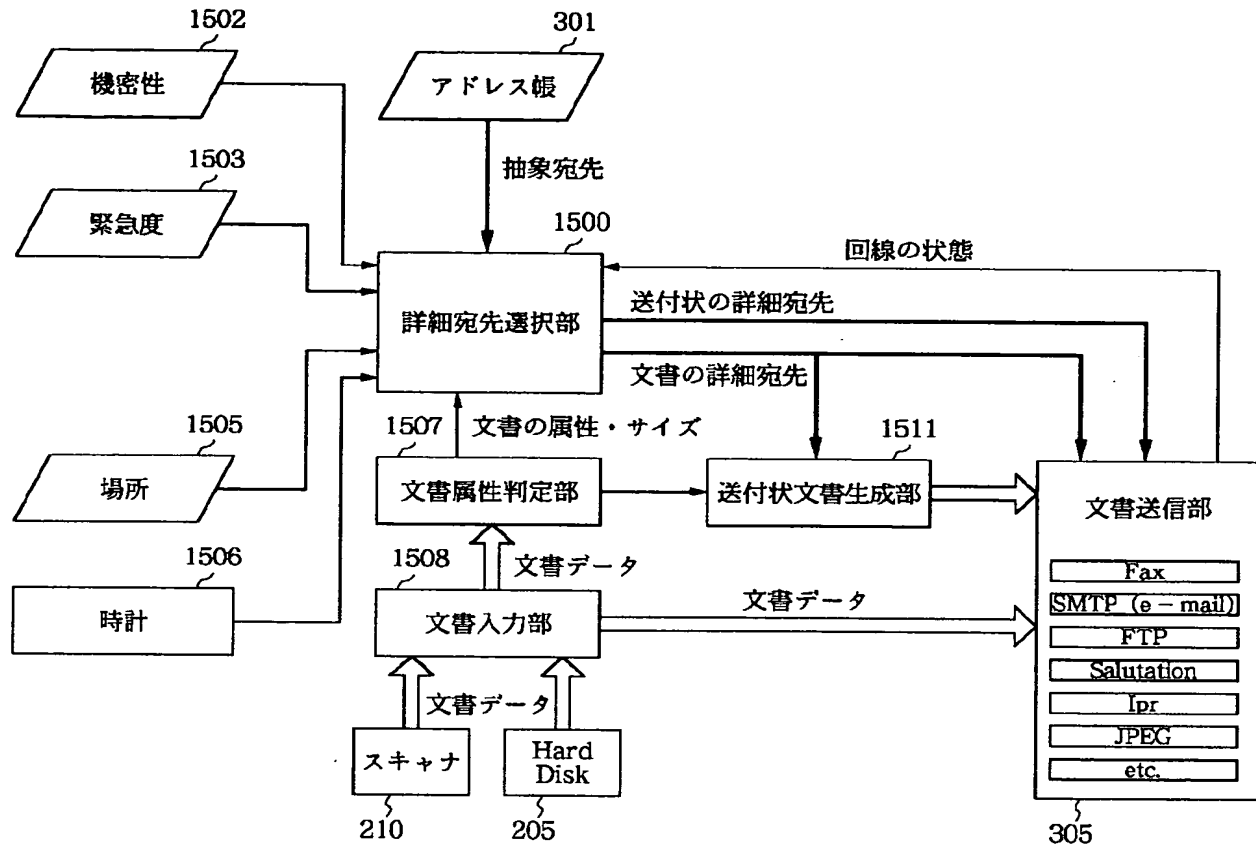 1502
機密性
301
アドレス帳
抽象宛先
1503
緊急度
1500
詳細宛先選択部
回線の状態
送付状の詳細宛先
文書の詳細宛先
1505
場所
1507
文書の属性・サイズ
文書属性判定部
1511
送付状文書生成部
1506
時計
1508
文書データ
文書入力部
文書データ
文書データ
スキャナ
210
Hard
Disk
205
文書送信部
Fax
SMTP (e-mail)
FTP
Salutation
lpr
JPEG
etc.
305